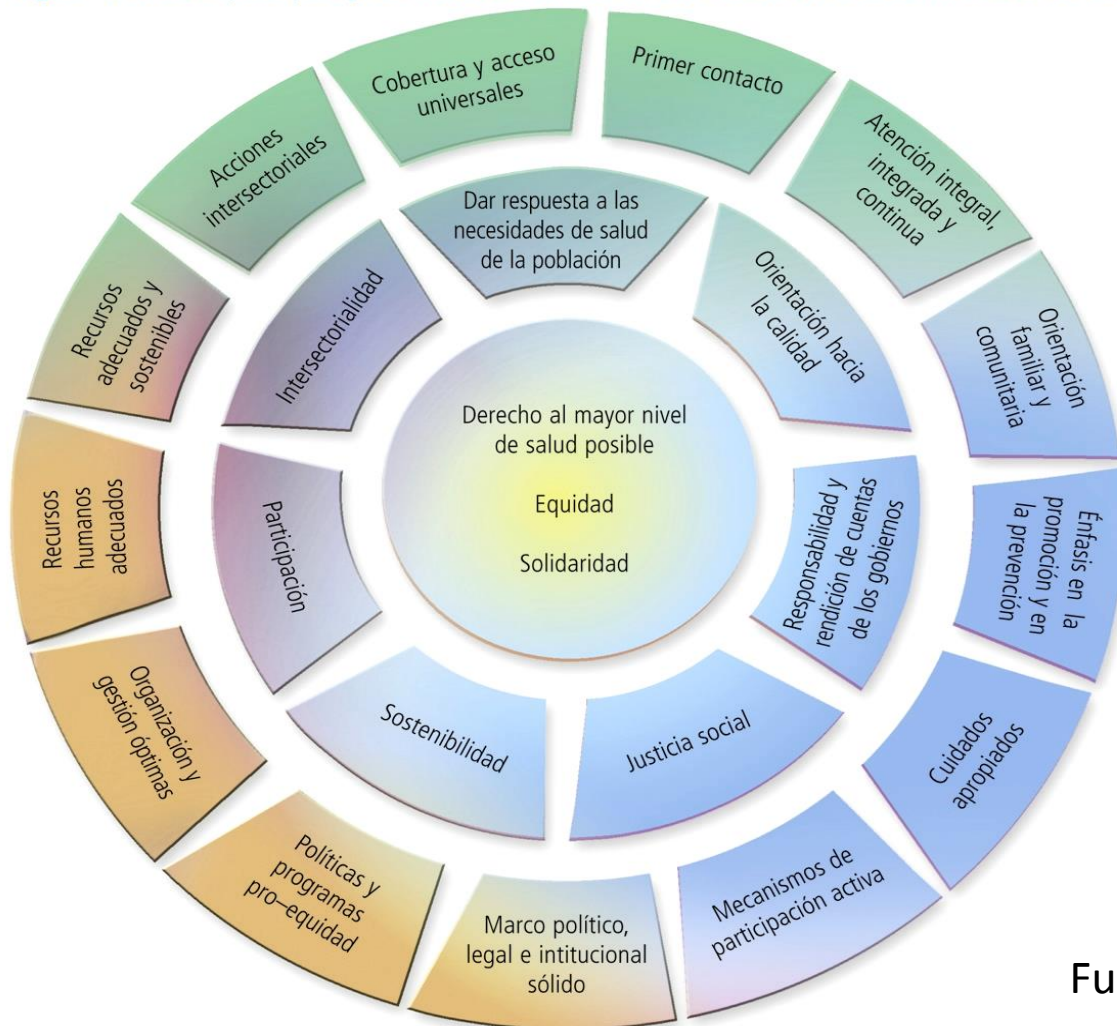 Cobertura y acceso
universales
Primer contacto
Atención integral,
integrada y
continua
Orientación
familiar y
comunitaria
Énfasis en la
promoción y en
la prevención
Cuidados
apropiados
Mecanismos de
participación activa
Marco político,
legal e intitucional
sólido
Políticas y
programas
pro–equidad
Organización y
gestión óptimas
Recursos
humanos
adecuados
Recursos
adecuados y
sostenibles
Acciones
intersectoriales
Dar respuesta a las
necesidades de salud
de la población
Orientación hacia
la calidad
Responsabilidad y
rendición de cuentas
de los gobiernos
Justicia social
Sostenibilidad
Participación
Intersectorialidad
Derecho al mayor nivel
de salud posible
Equidad
Solidaridad
Fu